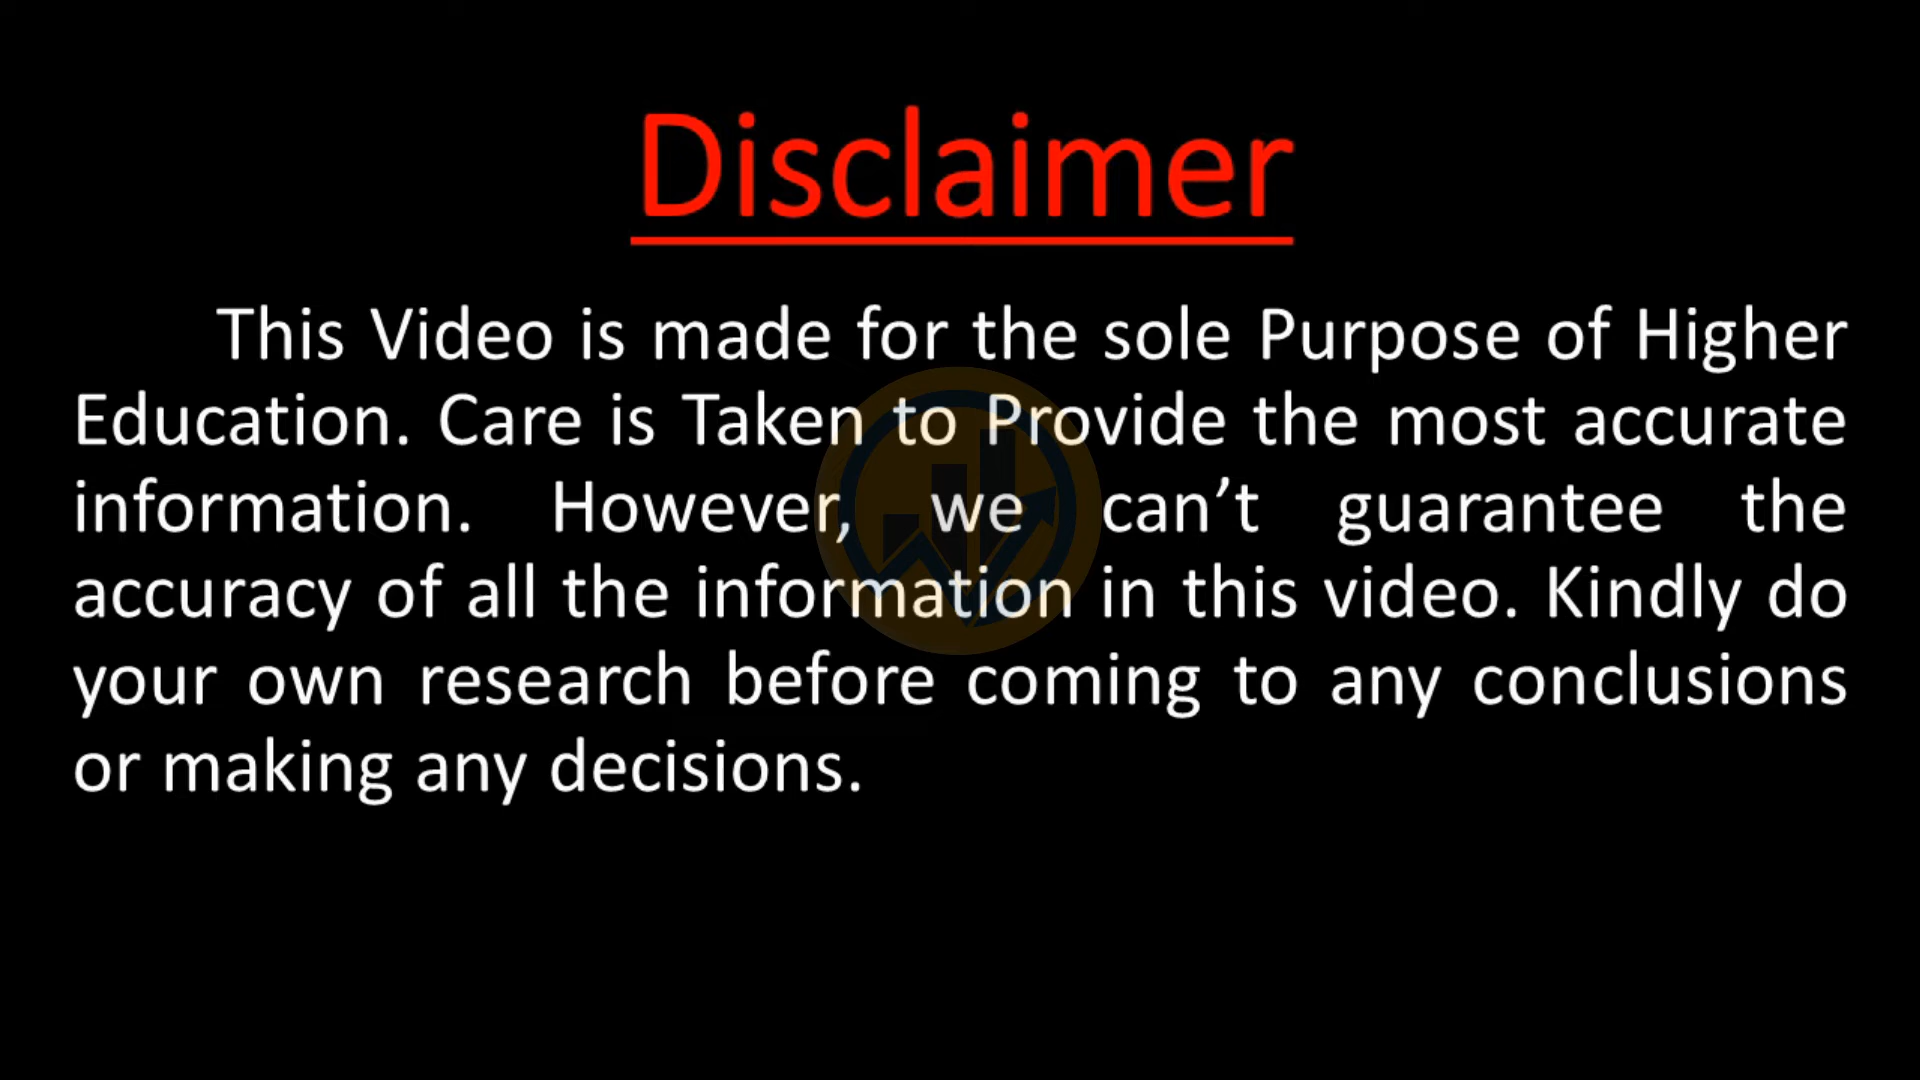 Disclaimer
This Video is made for the sole Purpose of Higher
Education. Care is Taken to Provide the most accurate
information. However, we can’t guarantee the
accuracy of all the information in this video. Kindly do
your own research before coming to any conclusions
or making any decisions.